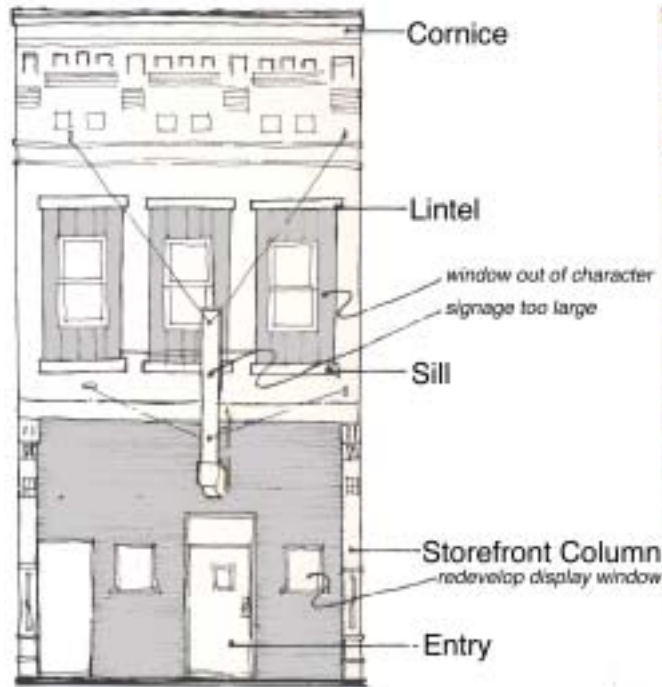 Cornice
Lintel
window out of character
signage too large
Sill
Storefront Column
redevelop display window
Entry